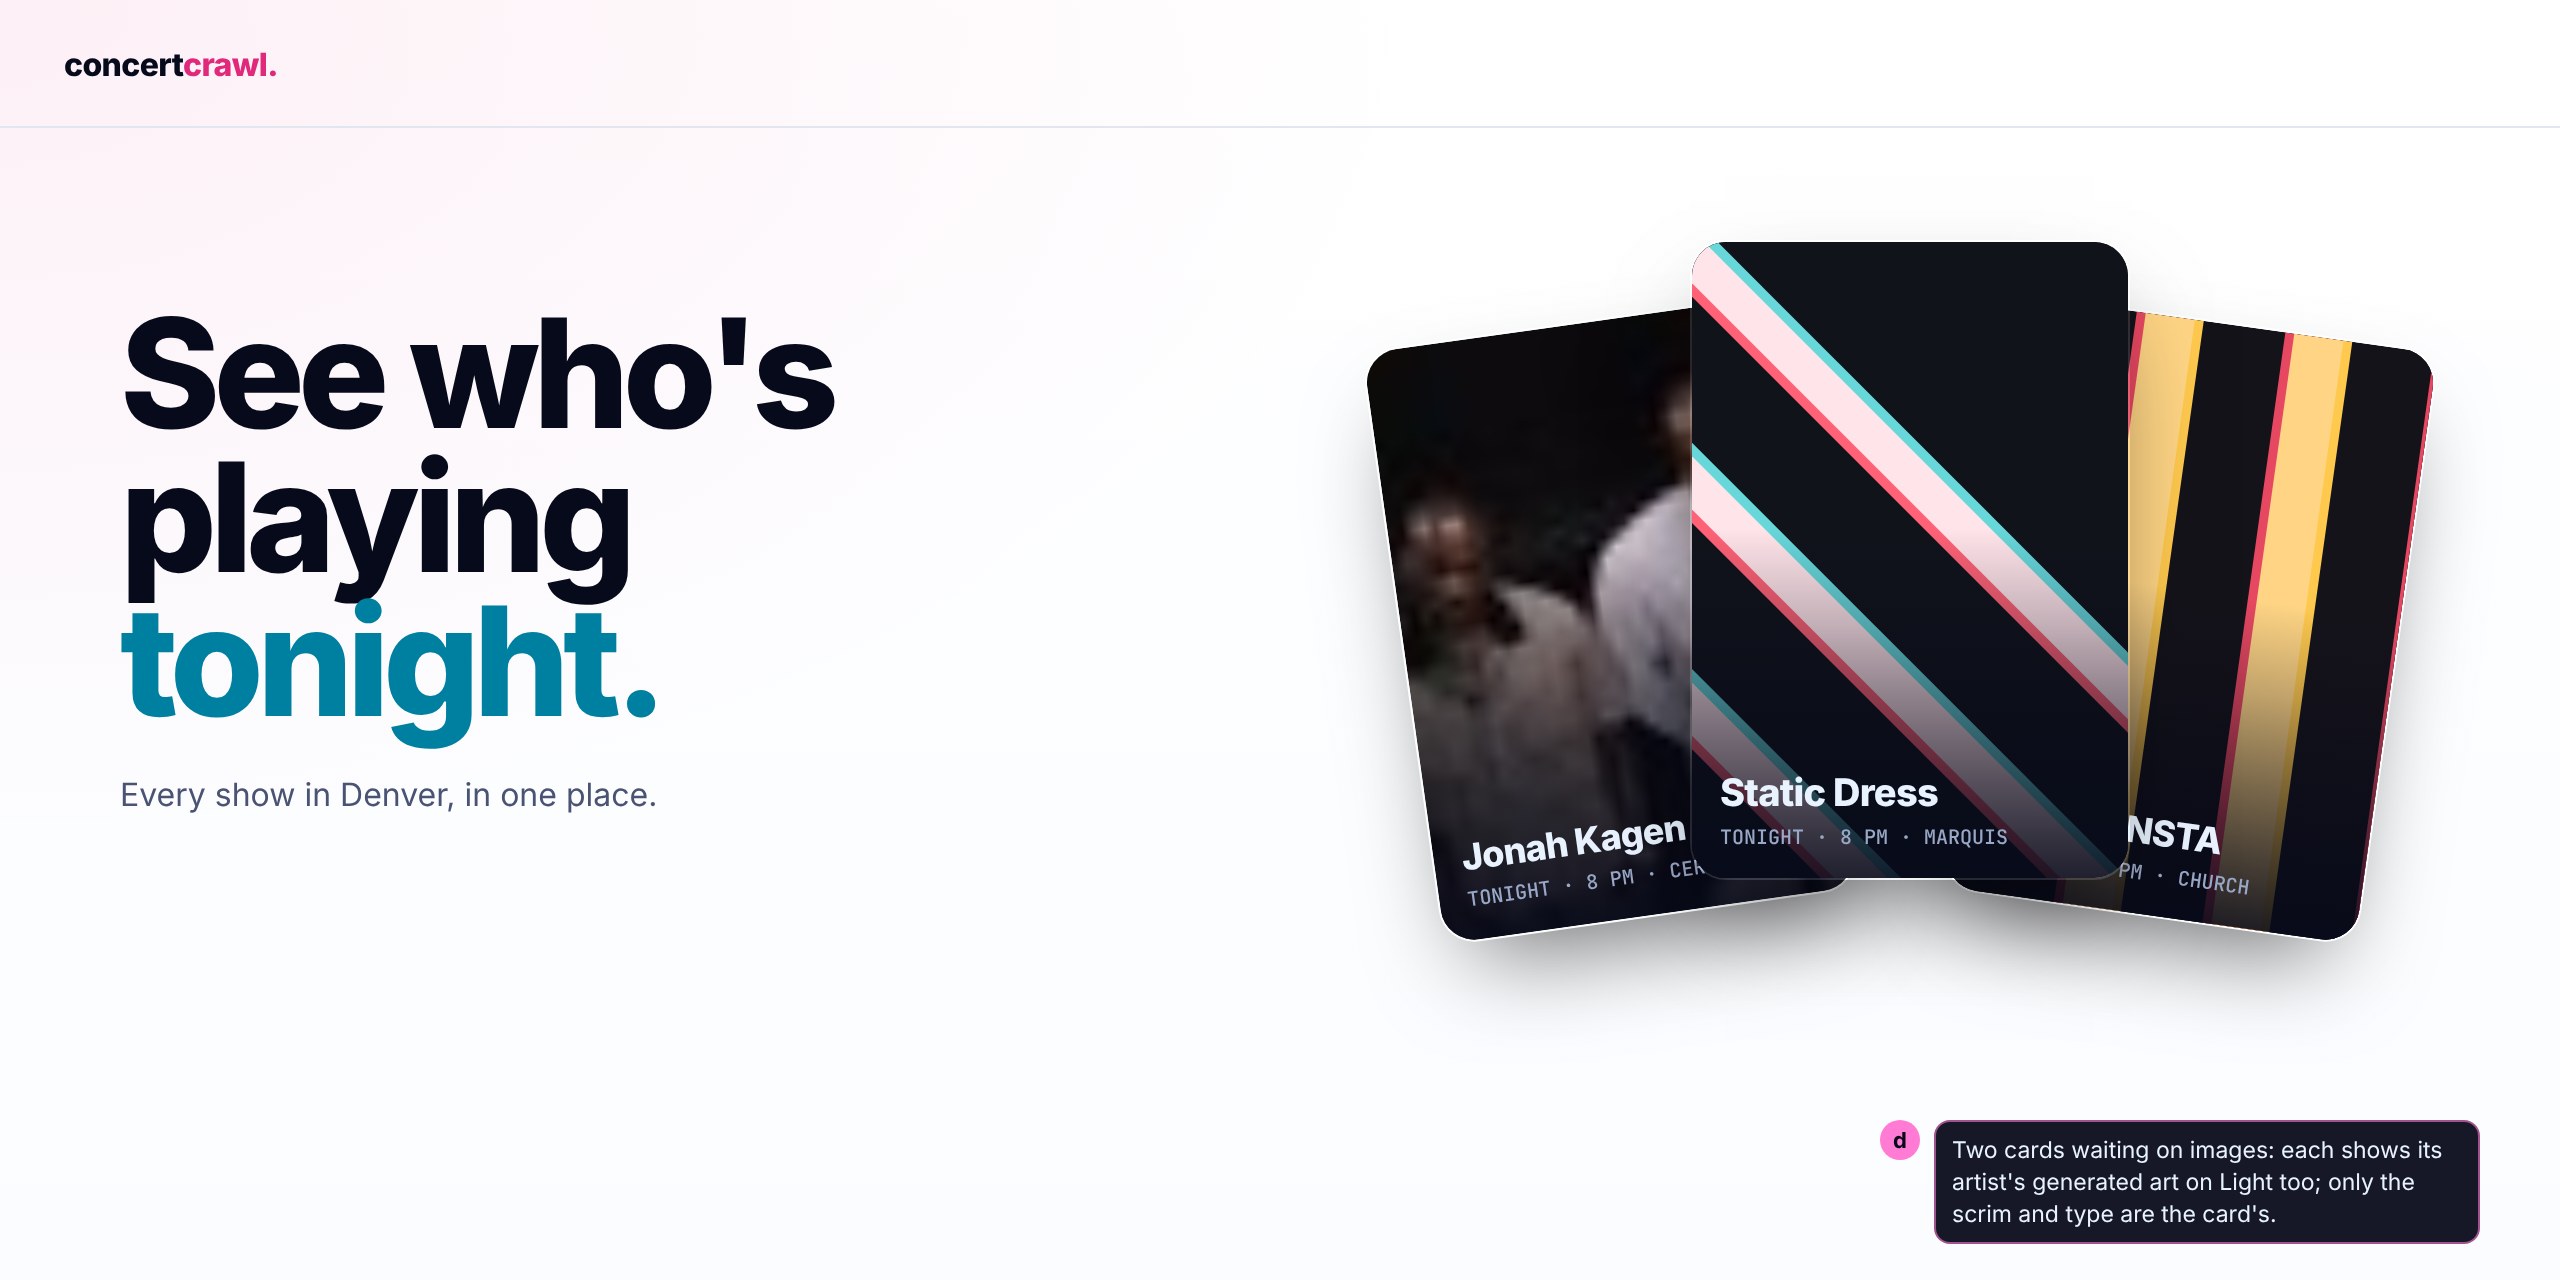 concertcrawl.
See who's
playing
tonight.
Every show in Denver, in one place.
Jonah Kagen
TONIGHT · 8 PM · CER
Static Dress
TONIGHT · 8 PM · MARQUIS
NSTA
PM · CHURCH
d
Two cards waiting on images: each shows its
artist's generated art on Light too; only the
scrim and type are the card's.